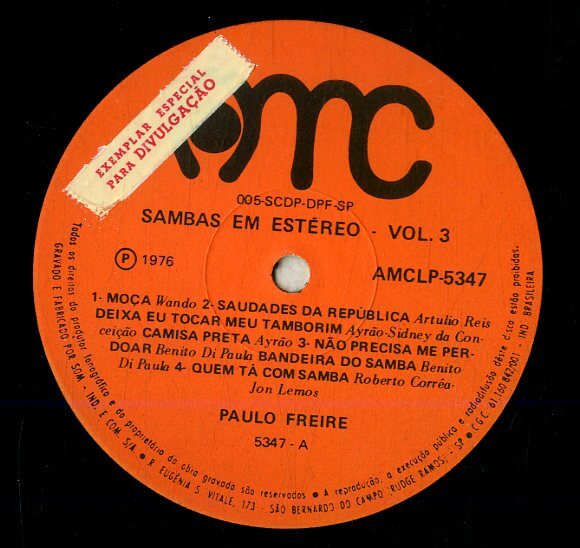 EXEMPLAR ESPECIAL
PARA DIVULGAÇÃO
amc
005-SCDP-DPF-SP
SAMBAS EM ESTÉREO - VOL. 3
Ⓟ 1976
AMCLP-5347
1- MOÇA Wando 2- SAUDADES DA REPÚBLICA Artulio Reis
DEIXA EU TOCAR MEU TAMBORIM Ayrão-Sidney da Con-
ceição CAMISA PRETA Ayrão 3- NÃO PRECISA ME PER-
DOAR Benito Di Paula BANDEIRA DO SAMBA Benito
Di Paula 4- QUEM TÁ COM SAMBA Roberto Corrêa-
Jon Lemos
PAULO FREIRE
5347 - A
Todos os direitos do produtor fonográfico e do proprietário da obra gravada são reservados ● A reprodução, a execução pública e radiodifusão dêste disco estão proibidas.
GRAVADO E FABRICADO POR SOM - IND. E COM. S/A ● R. EUGÊNIA S. VITALE, 173 - SÃO BERNARDO DO CAMPO (RUDGE RAMOS) - SP ● C.G.C. 61.160.842/001 - IND. BRASILEIRA